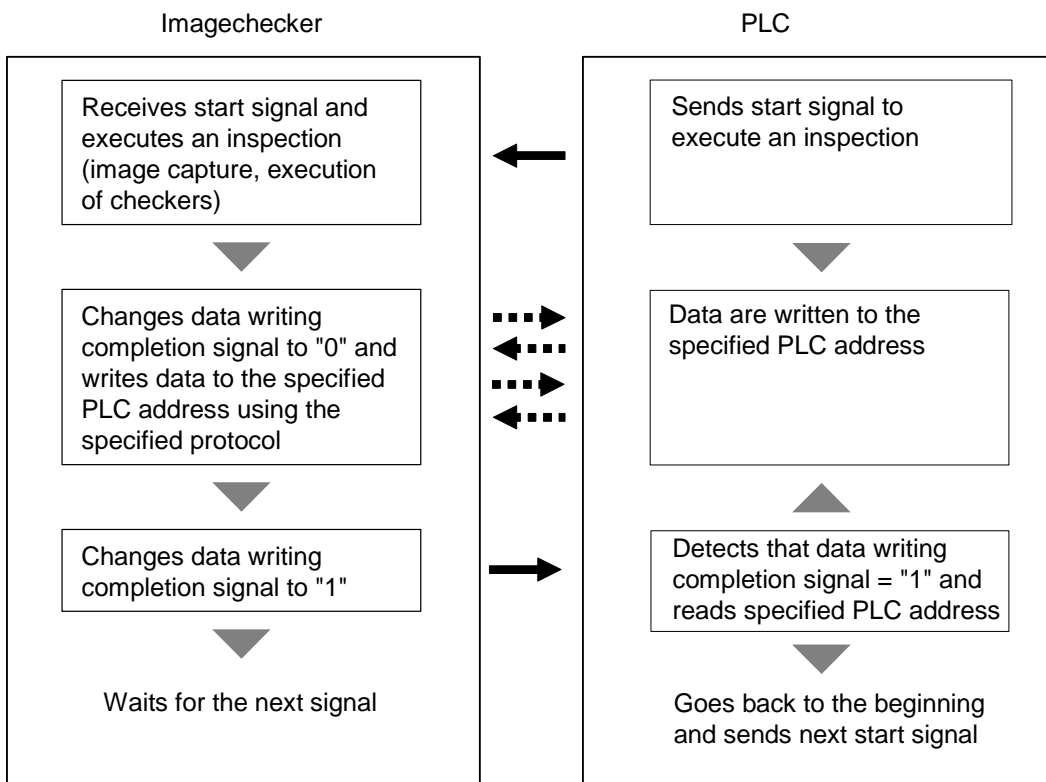 Imagechecker
Receives start signal and
executes an inspection
(image capture, execution
of checkers)
Changes data writing
completion signal to "0" and
writes data to the specified
PLC address using the
specified protocol
Changes data writing
completion signal to "1"
Waits for the next signal
PLC
Sends start signal to
execute an inspection
Data are written to the
specified PLC address
Detects that data writing
completion signal = "1" and
reads specified PLC address
Goes back to the beginning
and sends next start signal